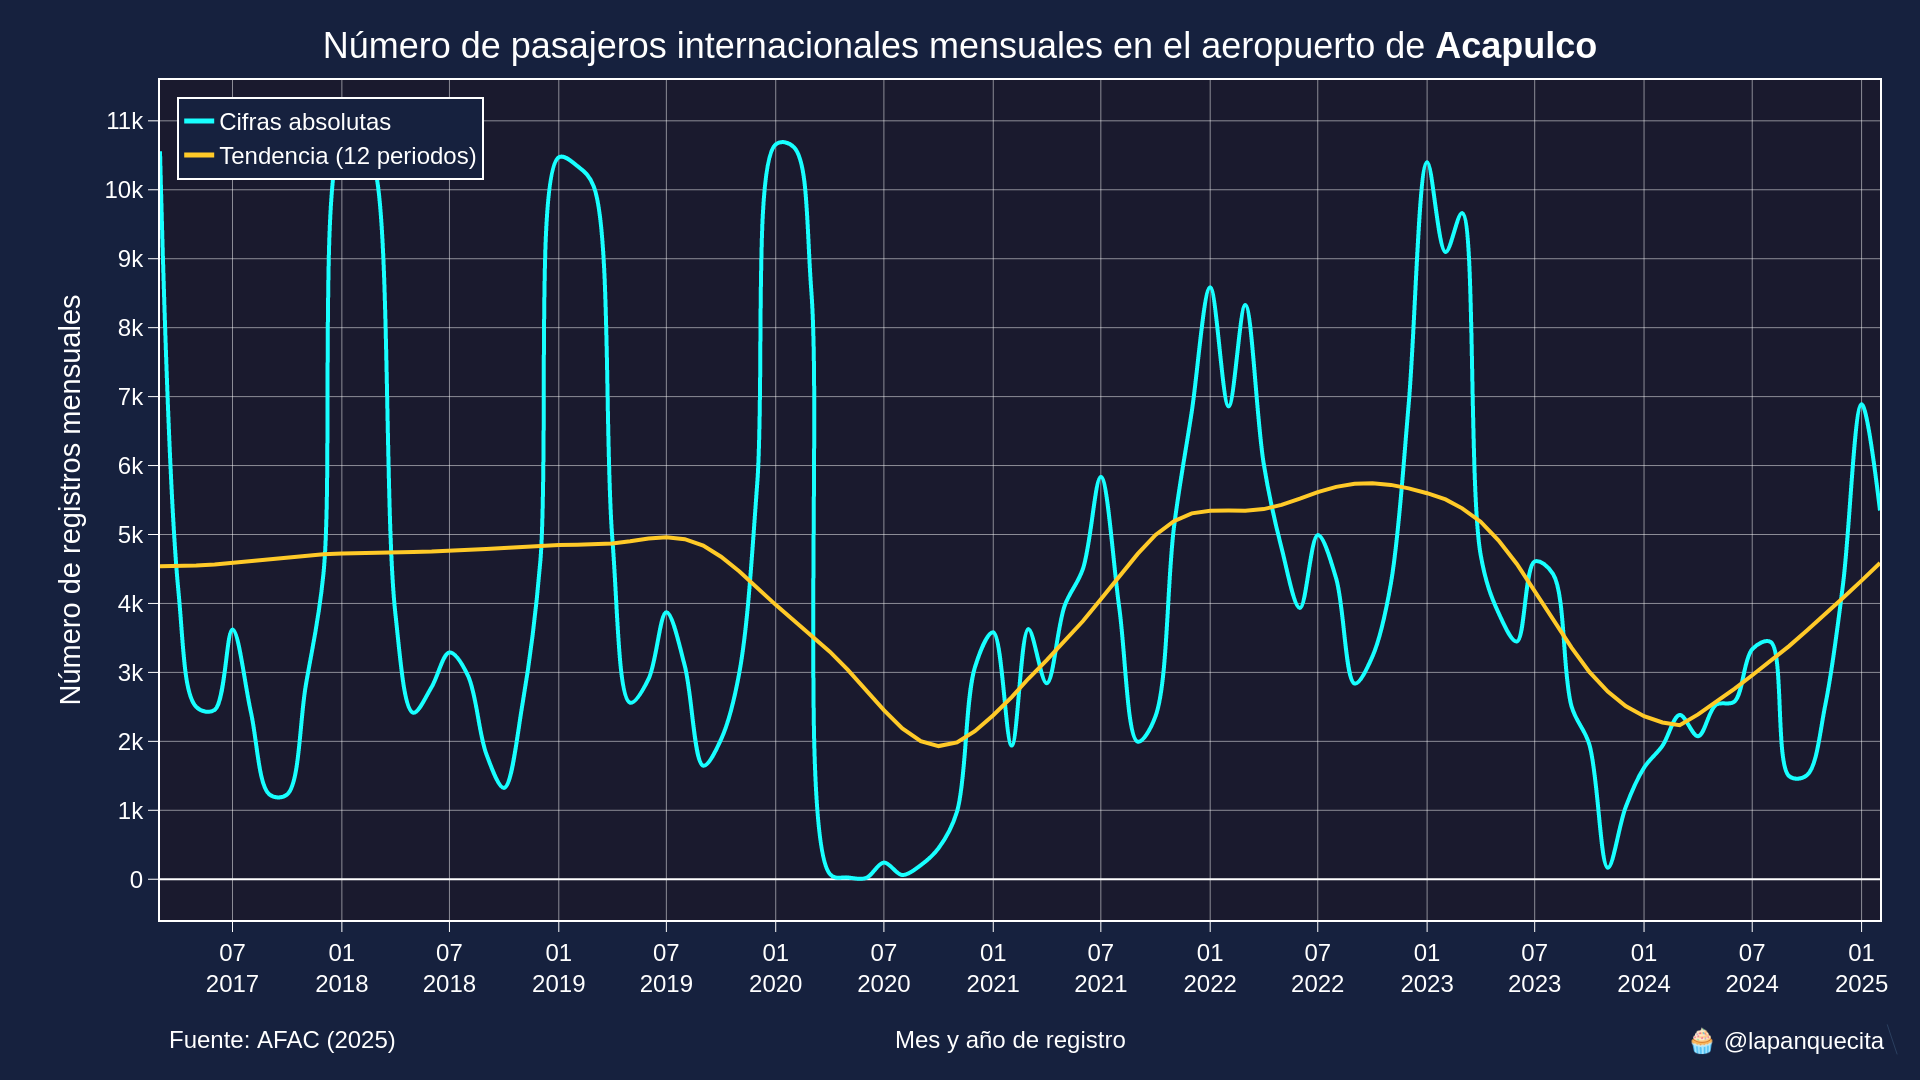 Número de pasajeros internacionales mensuales en el aeropuerto de Acapulco
Cifras absolutas
Tendencia (12 periodos)
Número de registros mensuales
11k
10k
9k
8k
7k
6k
5k
4k
3k
2k
1k
0
07 01 07 01 07 01 07 01 07 01 07 01 07 01 07 01
2017 2018 2018 2019 2019 2020 2020 2021 2021 2022 2022 2023 2023 2024 2024 2025
Fuente: AFAC (2025)
Mes y año de registro
🧁 @lapanquecita